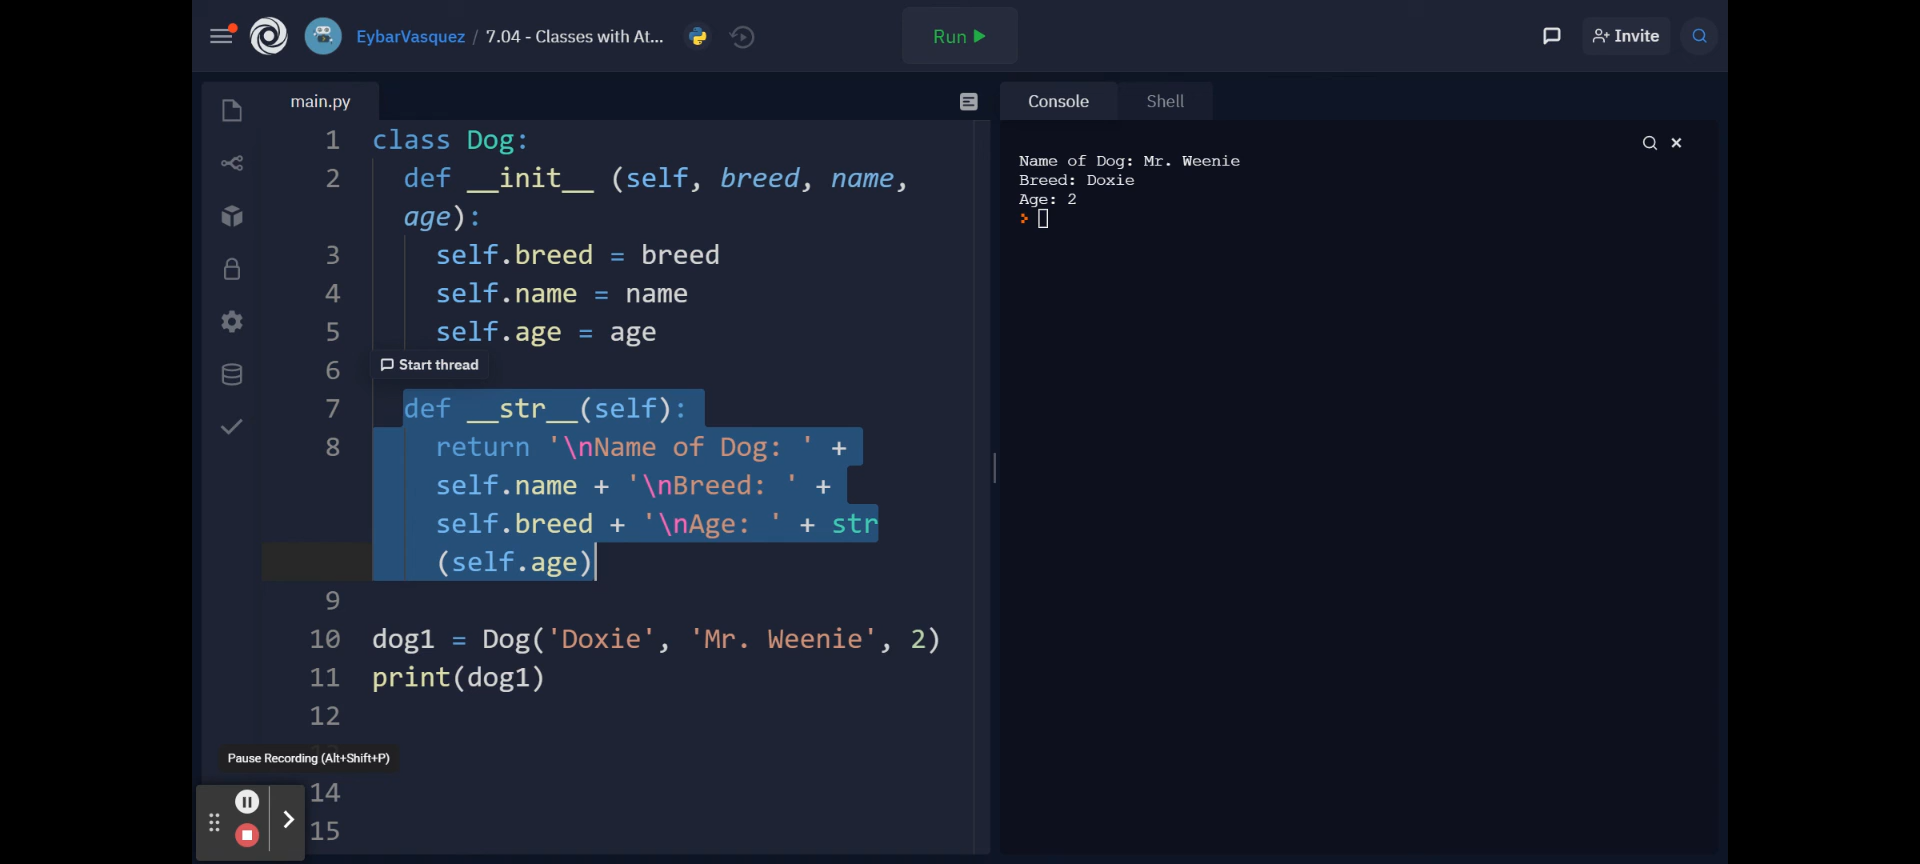 EybarVasquez / 7.04 - Classes with At...
Run
Invite
main.py
Console
Shell
1 class Dog:
2 def __init__ (self, breed, name,
age):
3 self.breed = breed
4 self.name = name
5 self.age = age
Start thread
6
7 def __str__(self):
8 return '\nName of Dog: ' +
self.name + '\nBreed: ' +
self.breed + '\nAge: ' + str
(self.age)
9
10 dog1 = Dog('Doxie', 'Mr. Weenie', 2)
11 print(dog1)
12
Pause Recording (Alt+Shift+P)
14
15
Name of Dog: Mr. Weenie
Breed: Doxie
Age: 2